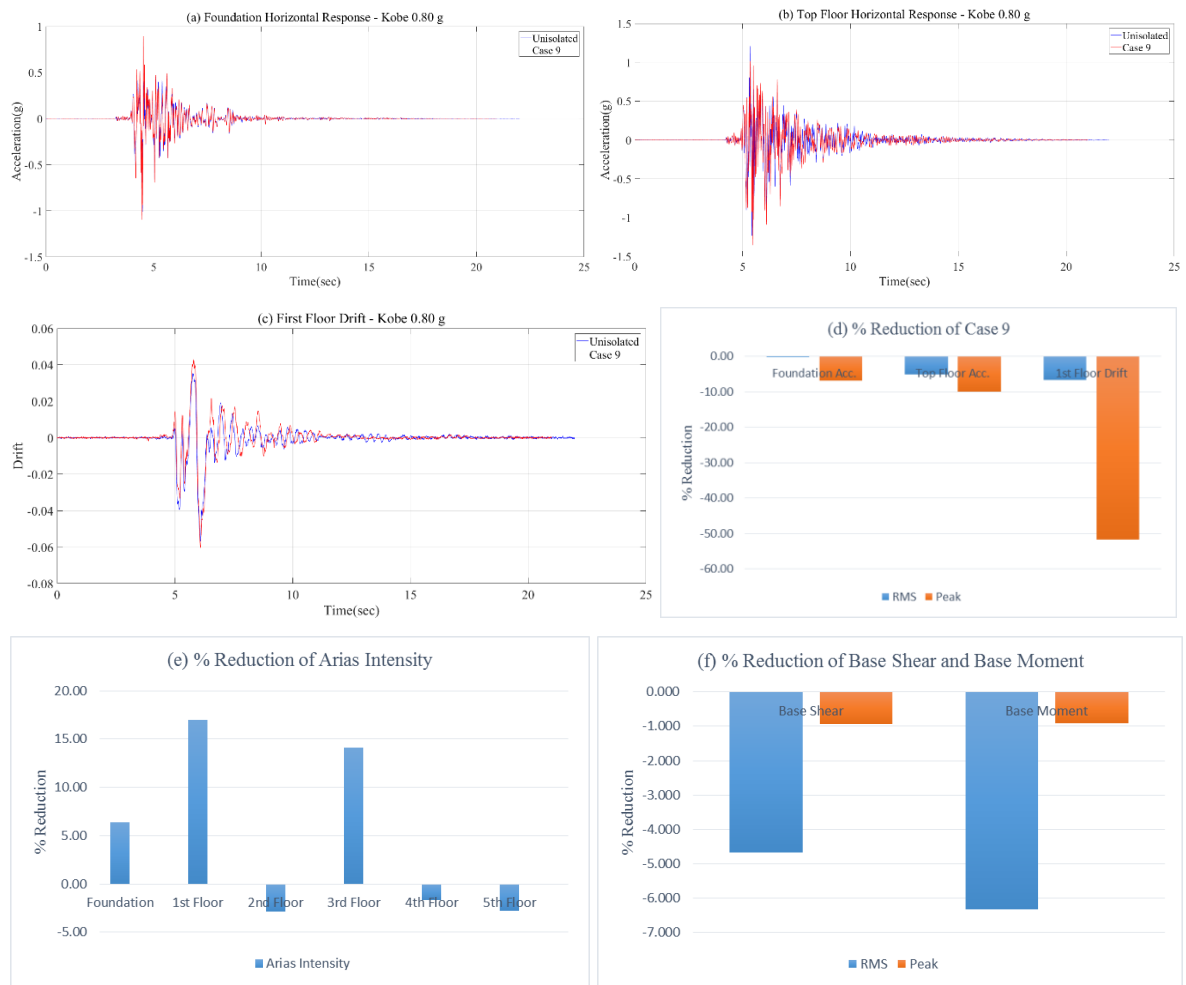 (a) Foundation Horizontal Response - Kobe 0.80 g
1
0.5
0
-0.5
-1
-1.5
Acceleration(g)
Unisolated
Case 9
0
5
10
15
20
25
Time(sec)
(b) Top Floor Horizontal Response - Kobe 0.80 g
1.5
1
0.5
0
-0.5
-1
-1.5
Acceleration(g)
Unisolated
Case 9
0
5
10
15
20
25
Time(sec)
(c) First Floor Drift - Kobe 0.80 g
0.06
0.04
0.02
0
-0.02
-0.04
-0.06
-0.08
Drift
Unisolated
Case 9
0
5
10
15
20
25
Time(sec)
(d) % Reduction of Case 9
0.00
-10.00
-20.00
-30.00
-40.00
-50.00
-60.00
% Reduction
Foundation Acc.
Top Floor Acc.
1st Floor Drift
RMS Peak
(e) % Reduction of Arias Intensity
20.00
15.00
10.00
5.00
0.00
-5.00
% Reduction
Foundation 1st Floor 2nd Floor 3rd Floor 4th Floor 5th Floor
Arias Intensity
(f) % Reduction of Base Shear and Base Moment
0.000
-1.000
-2.000
-3.000
-4.000
-5.000
-6.000
-7.000
% Reduction
Base Shear
Base Moment
RMS Peak